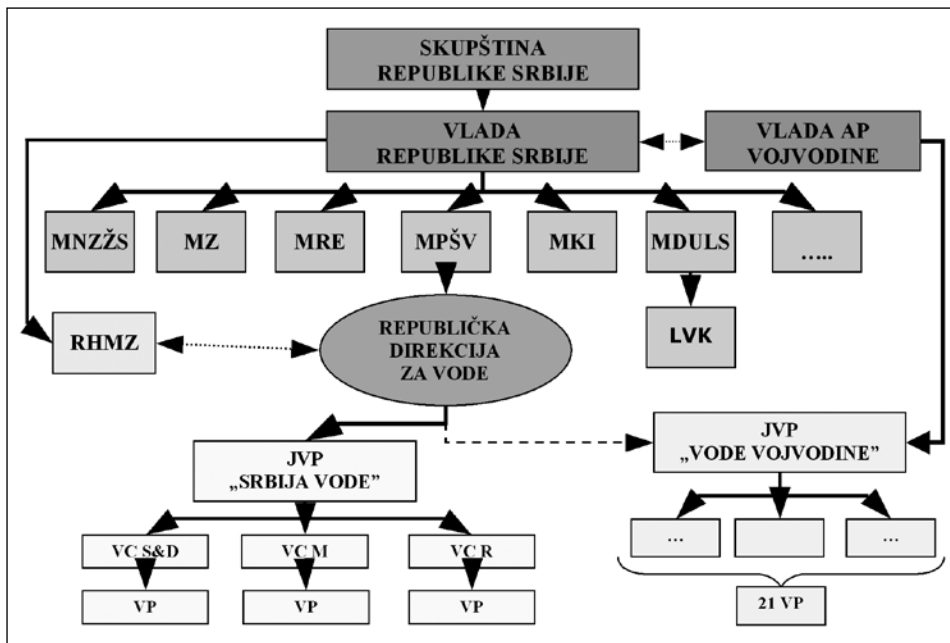 SKUPŠTINA
REPUBLIKE SRBIJE
VLADA
REPUBLIKE SRBIJE
VLADA AP
VOJVODINE
MNZŽS
MZ
MRE
MPŠV
MKI
MDULS
.....
RHMZ
REPUBLIČKA
DIREKCIJA
ZA VODE
LVK
JVP
„SRBIJA VODE”
JVP
„VODE VOJVODINE”
VC S&D
VC M
VC R
...
...
VP
VP
VP
21 VP